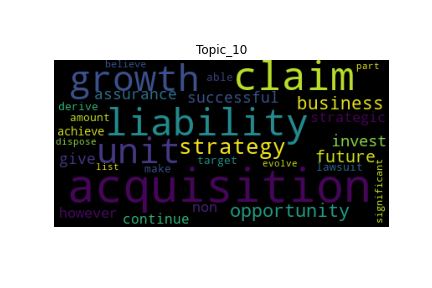 Topic_10
believe
part
growth
able
claim
derive
assurance
successful
business
amount
liability
strategic
achieve
dispose
unit
strategy
invest
give
target
future
list
make
evolve
lawsuit
acquisition
significant
however
continue
non
opportunity